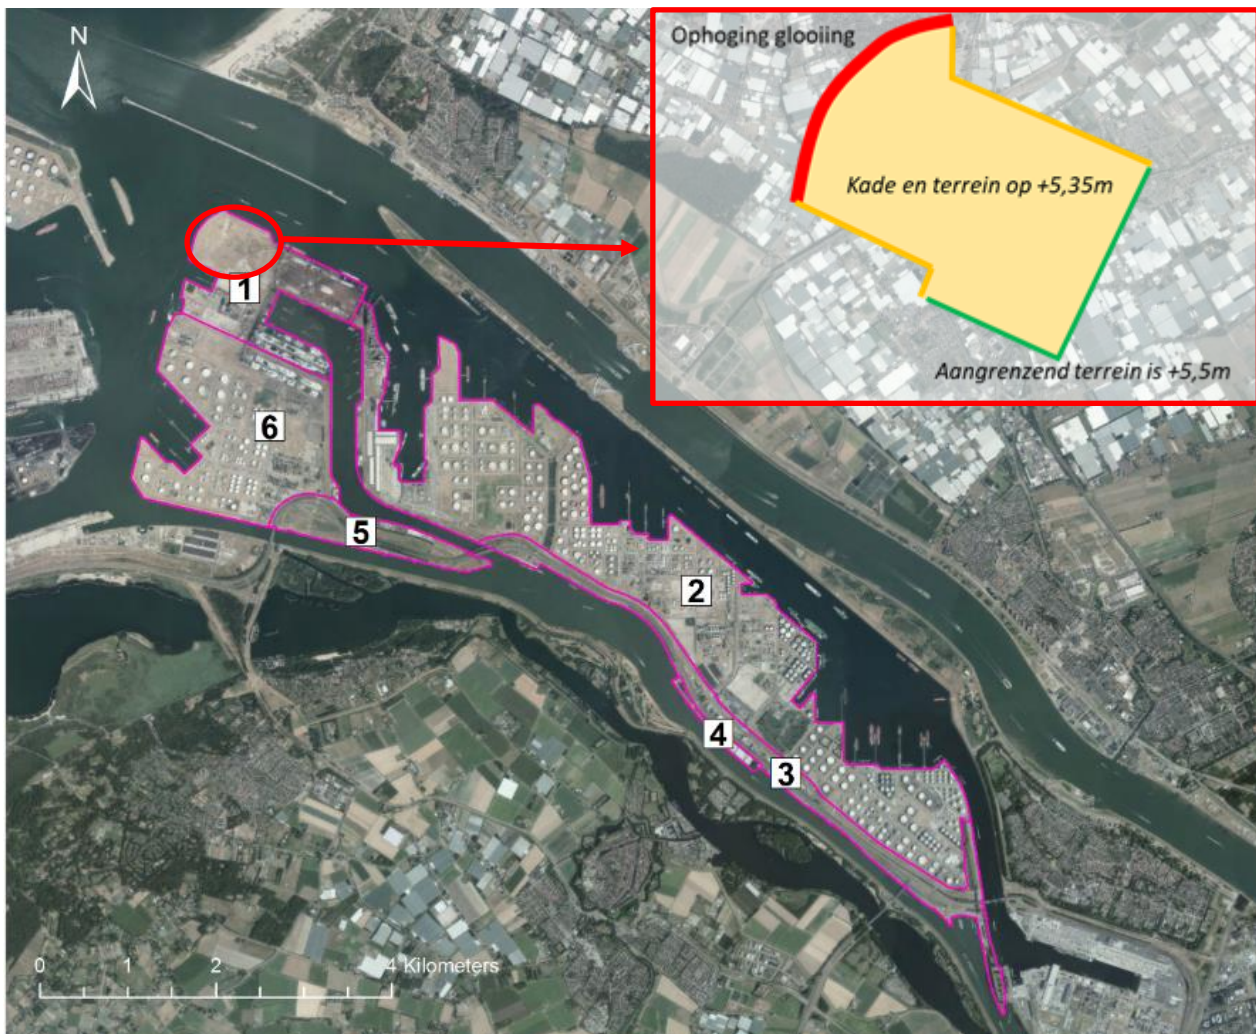 N
Ophoging glooiing
Kade en terrein op +5,35m
Aangrenzend terrein is +5,5m
1
6
5
2
4
3
0 1 2 4 Kilometers